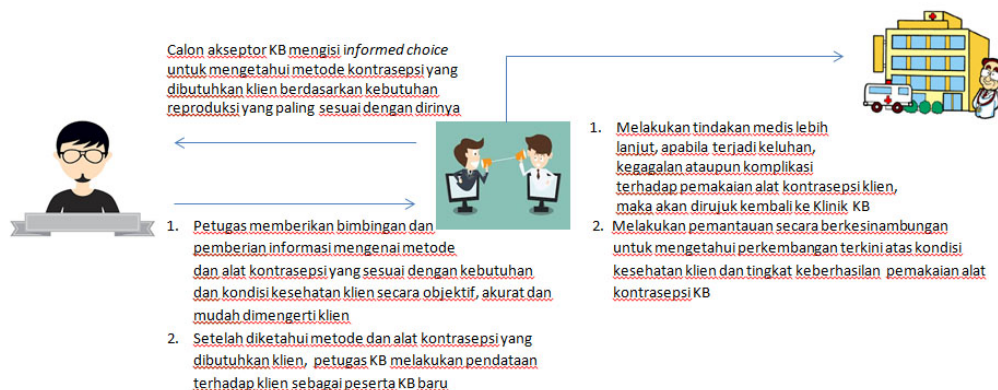 Calon akseptor KB mengisi informed choice
untuk mengetahui metode kontrasepsi yang
dibutuhkan klien berdasarkan kebutuhan
reproduksi yang paling sesuai dengan dirinya
1. Petugas memberikan bimbingan dan
pemberian informasi mengenai metode
dan alat kontrasepsi yang sesuai dengan kebutuhan
dan kondisi kesehatan klien secara objektif, akurat dan
mudah dimengerti klien
2. Setelah diketahui metode dan alat kontrasepsi yang
dibutuhkan klien, petugas KB melakukan pendataan
terhadap klien sebagai peserta KB baru
1. Melakukan tindakan medis lebih
lanjut, apabila terjadi keluhan,
kegagalan ataupun komplikasi
terhadap pemakaian alat kontrasepsi klien,
maka akan dirujuk kembali ke Klinik KB
2. Melakukan pemantauan secara berkesinambungan
untuk mengetahui perkembangan terkini atas kondisi
kesehatan klien dan tingkat keberhasilan pemakaian alat
kontrasepsi KB